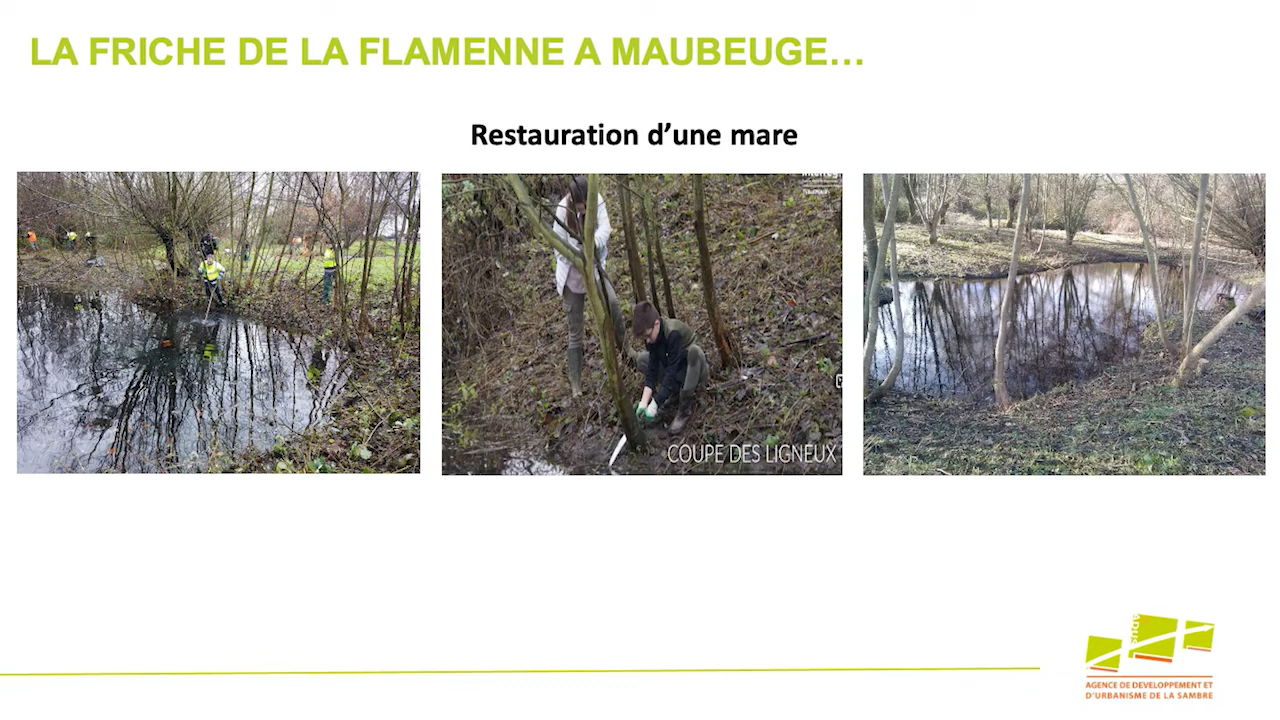 LA FRICHE DE LA FLAMENNE A MAUBEUGE…
Restauration d’une mare
COUPE DES LIGNEUX
ADUS
AGENCE DE DEVELOPPEMENT ET
D'URBANISME DE LA SAMBRE